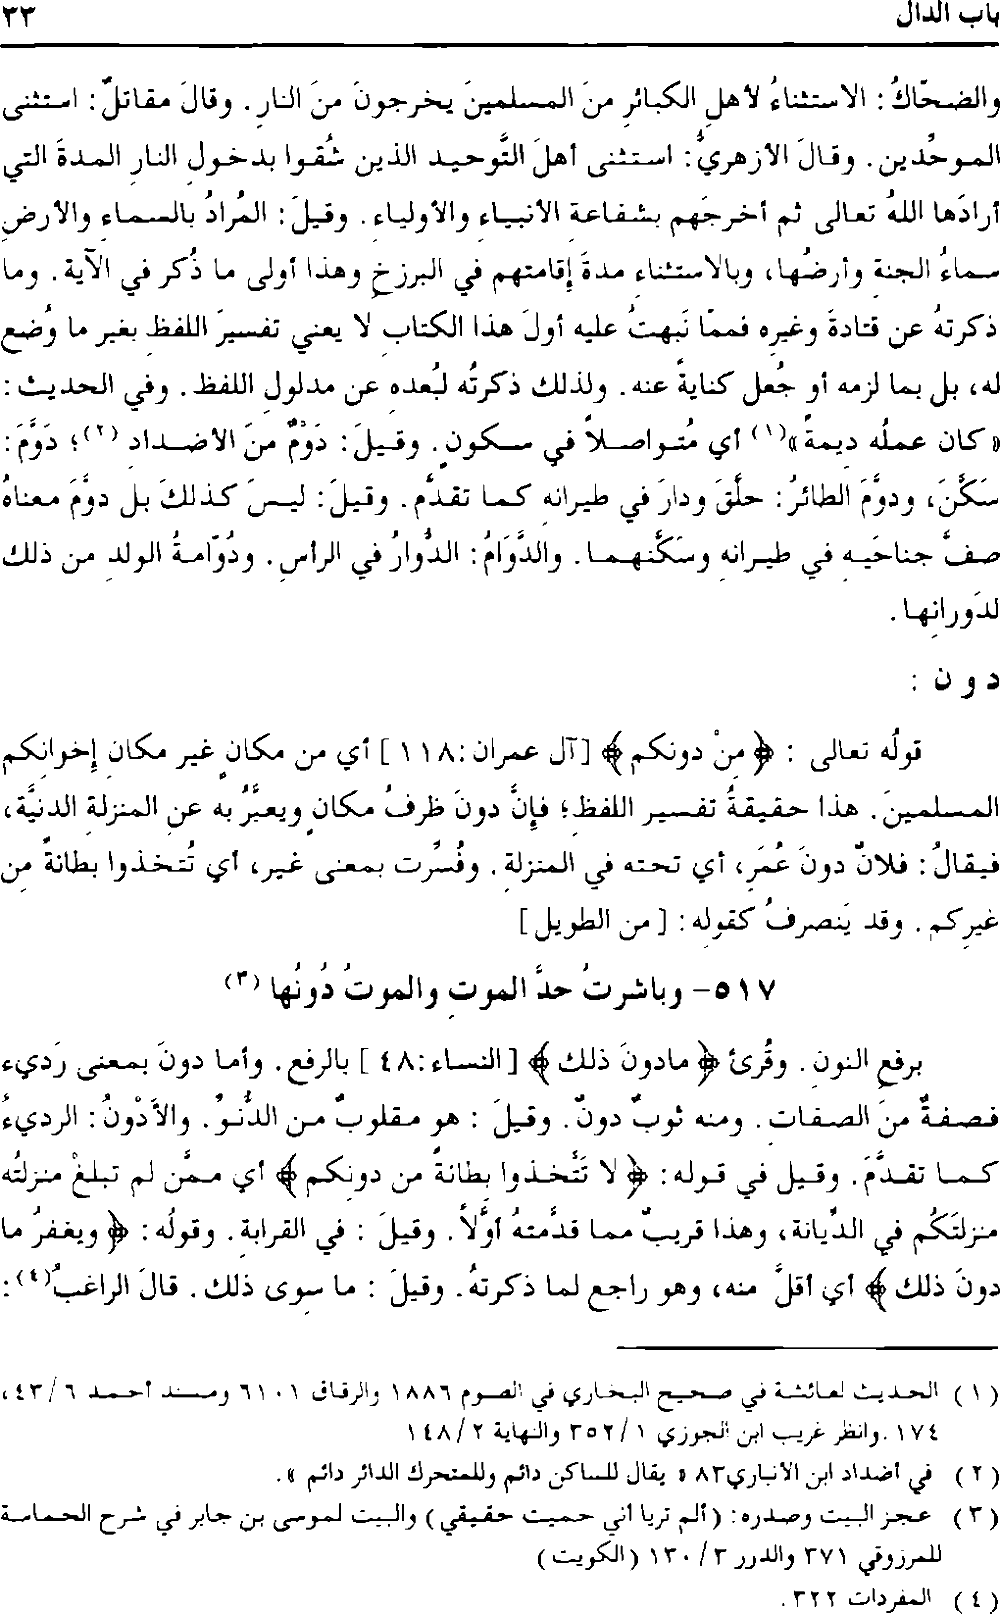 باب الدال ٣٣
والضحّاكُ: الاستثناءُ لأهلِ الكبائرِ منَ المسلمينَ يخرجونَ منَ النارِ. وقالَ مقاتلٌ: استثنى
الموحِّدين. وقالَ الأزهريُّ: استثنى أهلَ التَّوحيد الذين شُقوا بدخولِ النارِ المدةَ التي
أرادَها اللهُ تعالى ثم أخرجَهم بشفاعة الأنبياء والأولياء. وقيلَ: المُرادُ بالسماء والأرضِ
سماءُ الجنةِ وأرضُها، وبالاستثناء مدةَ إقامتهم في البرزخِ وهذا أولى ما ذُكر في الآية. وما
ذكرتهُ عن قتادةَ وغيرِه فممّا نَبهتُ عليه أولَ هذا الكتابِ لا يعني تفسيرَ اللفظِ بغيرِ ما وُضع
له، بل بما لزمه أو جُعل كنايةً عنه. ولذلك ذكرتُه لبُعده عن مدلولِ اللفظ. وفي الحديث:
«كان عملُه ديمةً»(١) أي مُتواصلاً في سكونٍ. وقيلَ: دَوْمٌ منَ الأضداد (٢)؛ دَوَّمَ:
سَكَّنَ، ودوَّمَ الطائرُ: حلَّقَ ودارَ في طيرانه كما تقدَّم. وقيلَ: ليسَ كذلكَ بل دوَّمَ معناهُ
صفَّ جناحَيهِ في طيرانهِ وسَكَّنهما. والدَّوَامُ: الدُّوارُ في الرأسِ. ودُوّامةُ الولدِ من ذلك
لدَورانِها.
دون:
قولُه تعالى: ﴿مِنْ دونكم﴾ [آل عمران:١١٨] أي من مكانٍ غيرِ مكانِ إخوانكم
المسلمينَ. هذا حقيقةُ تفسير اللفظ؛ فإنَّ دونَ ظرفُ مكانٍ ويعبَّرُ به عنِ المنزلة الدنيَّة،
فيقالُ: فلانٌ دونَ عُمَرٍ، أي تحته في المنزلةِ. وفُسِّرت بمعنى غير، أي تُتخذوا بطانةً من
غيرِكم. وقد يَنصرفُ كقوله: [من الطويل]
٥١٧- وباشرتُ حدَّ الموتِ والموتُ دُونُها (٣)
برفعِ النونِ. وقُرئَ ﴿مادونَ ذلك﴾ [النساء:٤٨] بالرفع. وأما دونَ بمعنى رَديء
فصفةٌ منَ الصفات. ومنه ثوبٌ دونٌ. وقيلَ: هو مقلوبٌ من الدُّنوِّ. والأدْونُ: الرديءُ
كما تقدَّمَ. وقيل في قوله: ﴿لا تَتَّخذوا بِطانةً من دونكم﴾ أي ممَّن لم تبلغْ منزلتُه
منزلتَكُم في الدِّيانة، وهذا قريبٌ مما قدَّمتهُ أوَّلاً. وقيلَ: في القرابة. وقولُه: ﴿ويغفرُ ما
دونَ ذلك﴾ أي أقلَّ منه، وهو راجع لما ذكرتهُ. وقيلَ: ما سوى ذلك. قالَ الراغبُ(٤):
(١) الحديث لعائشة في صحيح البخاري في الصوم ١٨٨٦ والرقاق ٦١٠١ ومسند أحمد ٦/٤٣،
١٧٤. وانظر غريب ابن الجوزي ١/٣٥٢ والنهاية ٢/١٤٨
(٢) في أضداد ابن الأنباري٨٣ «يقال للساكن دائم وللمتحرك الدائر دائم».
(٣) عجز البيت وصدره: (ألم تريا أني حميت حقيقي) والبيت لموسى بن جابر في شرح الحماسة
للمرزوقي ٣٧١ والدرر ٣/١٣٠ (الكويت)
(٤) المفردات ٣٢٢.